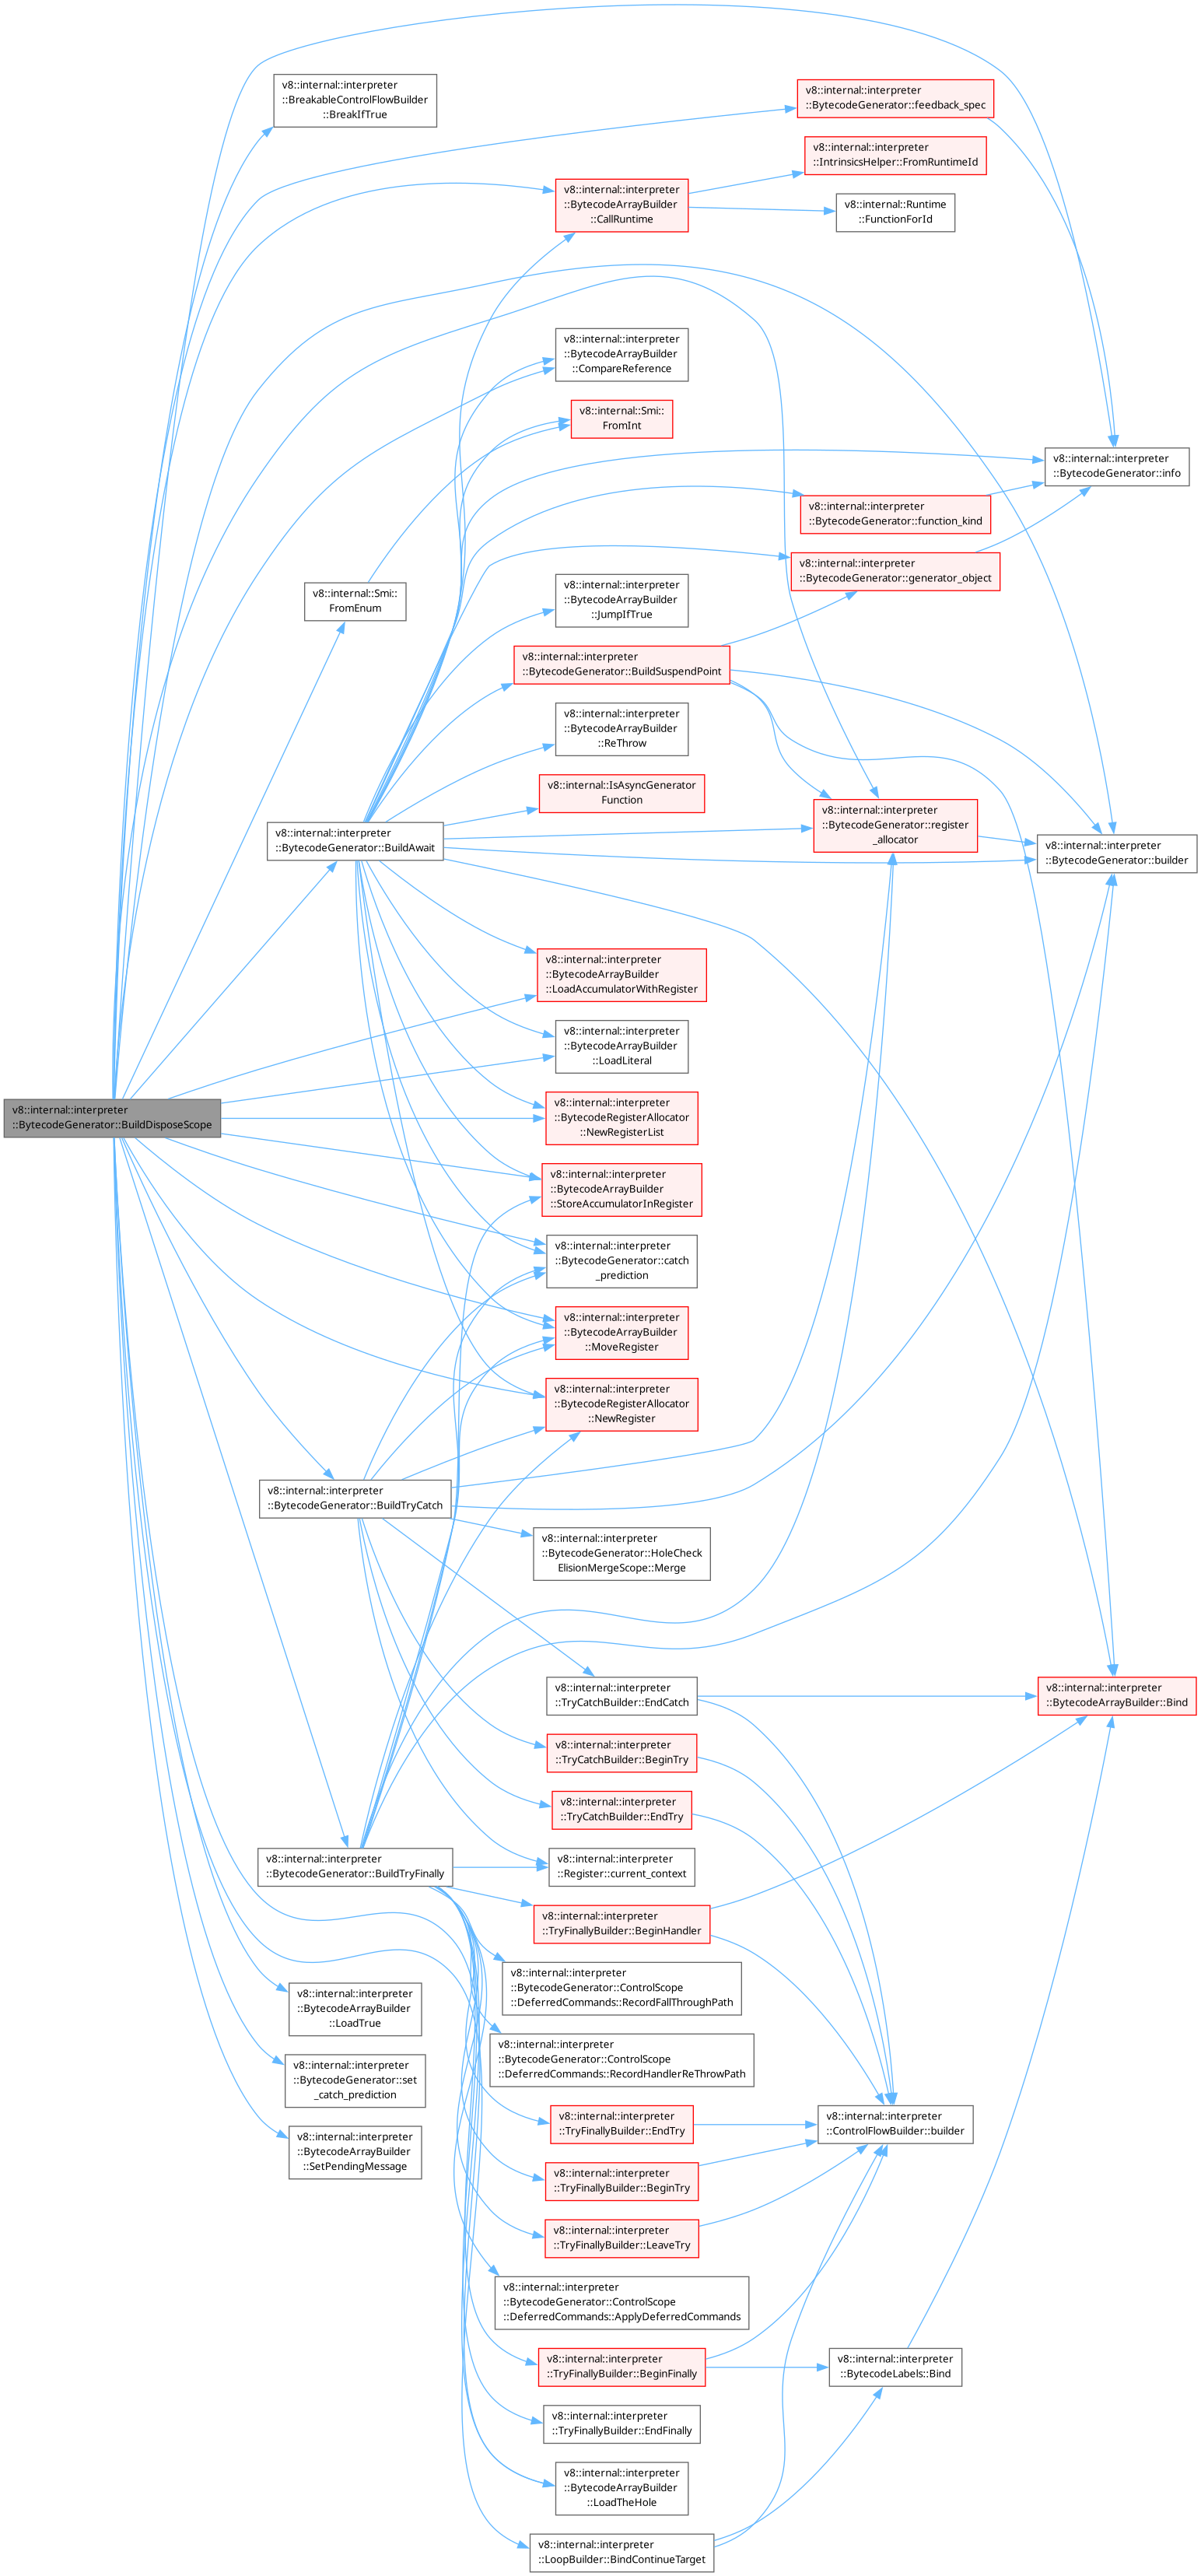 v8::internal::interpreter
::BreakableControlFlowBuilder
::BreakIfTrue
v8::internal::interpreter
::BytecodeGenerator::feedback_spec
v8::internal::interpreter
::IntrinsicsHelper::FromRuntimeId
v8::internal::interpreter
::BytecodeArrayBuilder
::CallRuntime
v8::internal::Runtime
::FunctionForId
v8::internal::interpreter
::BytecodeArrayBuilder
::CompareReference
v8::internal::Smi::
FromInt
v8::internal::interpreter
::BytecodeGenerator::info
v8::internal::interpreter
::BytecodeGenerator::function_kind
v8::internal::interpreter
::BytecodeGenerator::generator_object
v8::internal::Smi::
FromEnum
v8::internal::interpreter
::BytecodeArrayBuilder
::JumpIfTrue
v8::internal::interpreter
::BytecodeGenerator::BuildSuspendPoint
v8::internal::interpreter
::BytecodeArrayBuilder
::ReThrow
v8::internal::IsAsyncGenerator
Function
v8::internal::interpreter
::BytecodeGenerator::register
_allocator
v8::internal::interpreter
::BytecodeGenerator::BuildAwait
v8::internal::interpreter
::BytecodeGenerator::builder
v8::internal::interpreter
::BytecodeArrayBuilder
::LoadAccumulatorWithRegister
v8::internal::interpreter
::BytecodeArrayBuilder
::LoadLiteral
v8::internal::interpreter
::BytecodeGenerator::BuildDisposeScope
v8::internal::interpreter
::BytecodeRegisterAllocator
::NewRegisterList
v8::internal::interpreter
::BytecodeArrayBuilder
::StoreAccumulatorInRegister
v8::internal::interpreter
::BytecodeGenerator::catch
_prediction
v8::internal::interpreter
::BytecodeArrayBuilder
::MoveRegister
v8::internal::interpreter
::BytecodeRegisterAllocator
::NewRegister
v8::internal::interpreter
::BytecodeGenerator::BuildTryCatch
v8::internal::interpreter
::BytecodeGenerator::HoleCheck
ElisionMergeScope::Merge
v8::internal::interpreter
::TryCatchBuilder::EndCatch
v8::internal::interpreter
::BytecodeArrayBuilder::Bind
v8::internal::interpreter
::TryCatchBuilder::BeginTry
v8::internal::interpreter
::TryCatchBuilder::EndTry
v8::internal::interpreter
::BytecodeGenerator::BuildTryFinally
v8::internal::interpreter
::Register::current_context
v8::internal::interpreter
::TryFinallyBuilder::BeginHandler
v8::internal::interpreter
::BytecodeGenerator::ControlScope
::DeferredCommands::RecordFallThroughPath
v8::internal::interpreter
::BytecodeArrayBuilder
::LoadTrue
v8::internal::interpreter
::BytecodeGenerator::ControlScope
::DeferredCommands::RecordHandlerReThrowPath
v8::internal::interpreter
::BytecodeGenerator::set
_catch_prediction
v8::internal::interpreter
::TryFinallyBuilder::EndTry
v8::internal::interpreter
::ControlFlowBuilder::builder
v8::internal::interpreter
::BytecodeArrayBuilder
::SetPendingMessage
v8::internal::interpreter
::TryFinallyBuilder::BeginTry
v8::internal::interpreter
::TryFinallyBuilder::LeaveTry
v8::internal::interpreter
::BytecodeGenerator::ControlScope
::DeferredCommands::ApplyDeferredCommands
v8::internal::interpreter
::TryFinallyBuilder::BeginFinally
v8::internal::interpreter
::BytecodeLabels::Bind
v8::internal::interpreter
::TryFinallyBuilder::EndFinally
v8::internal::interpreter
::BytecodeArrayBuilder
::LoadTheHole
v8::internal::interpreter
::LoopBuilder::BindContinueTarget